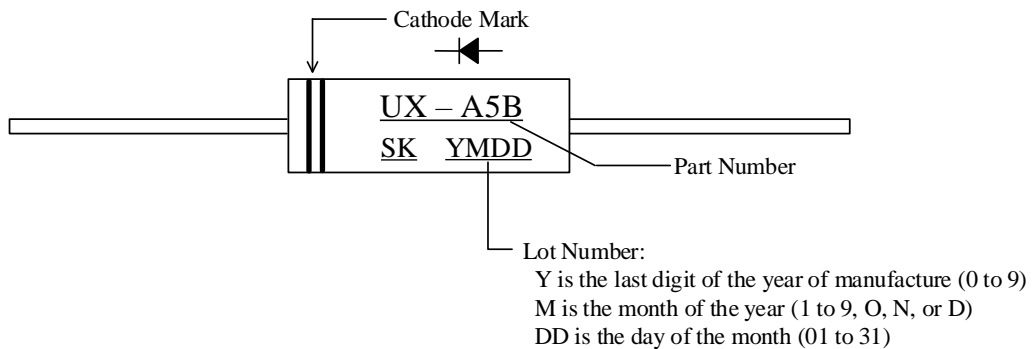 Cathode Mark
UX – A5B
SK YMDD
Part Number
Lot Number:
Y is the last digit of the year of manufacture (0 to 9)
M is the month of the year (1 to 9, O, N, or D)
DD is the day of the month (01 to 31)